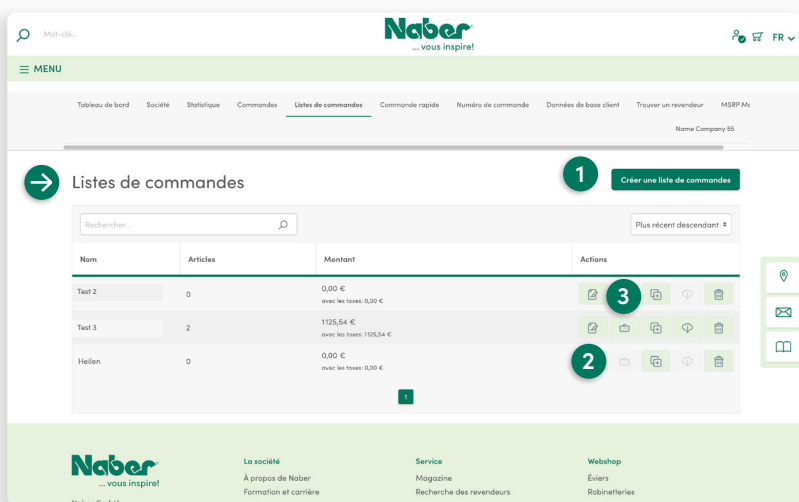 Mot-clé...
Naber
... vous inspire!
FR
MENU
Tableau de bord Société Statistique Commandes Listes de commandes Commande rapide Numéro de commande Données de base client Trouver un revendeur MSRP
Name Company 55
Listes de commandes
1
Créer une liste de commandes
Rechercher...
Plus récent descendant
Nom Articles Montant Actions
Test 2 0 0,00 €
avec les taxes: 0,00 €
3
Test 3 2 1125,54 €
avec les taxes: 1125,54 €
Heilen 0 0,00 €
avec les taxes: 0,00 €
2
1
Naber
... vous inspire!
La société Service Webshop
À propos de Naber Magazine Éviers
Formation et carrière Recherche des revendeurs Robinetteries